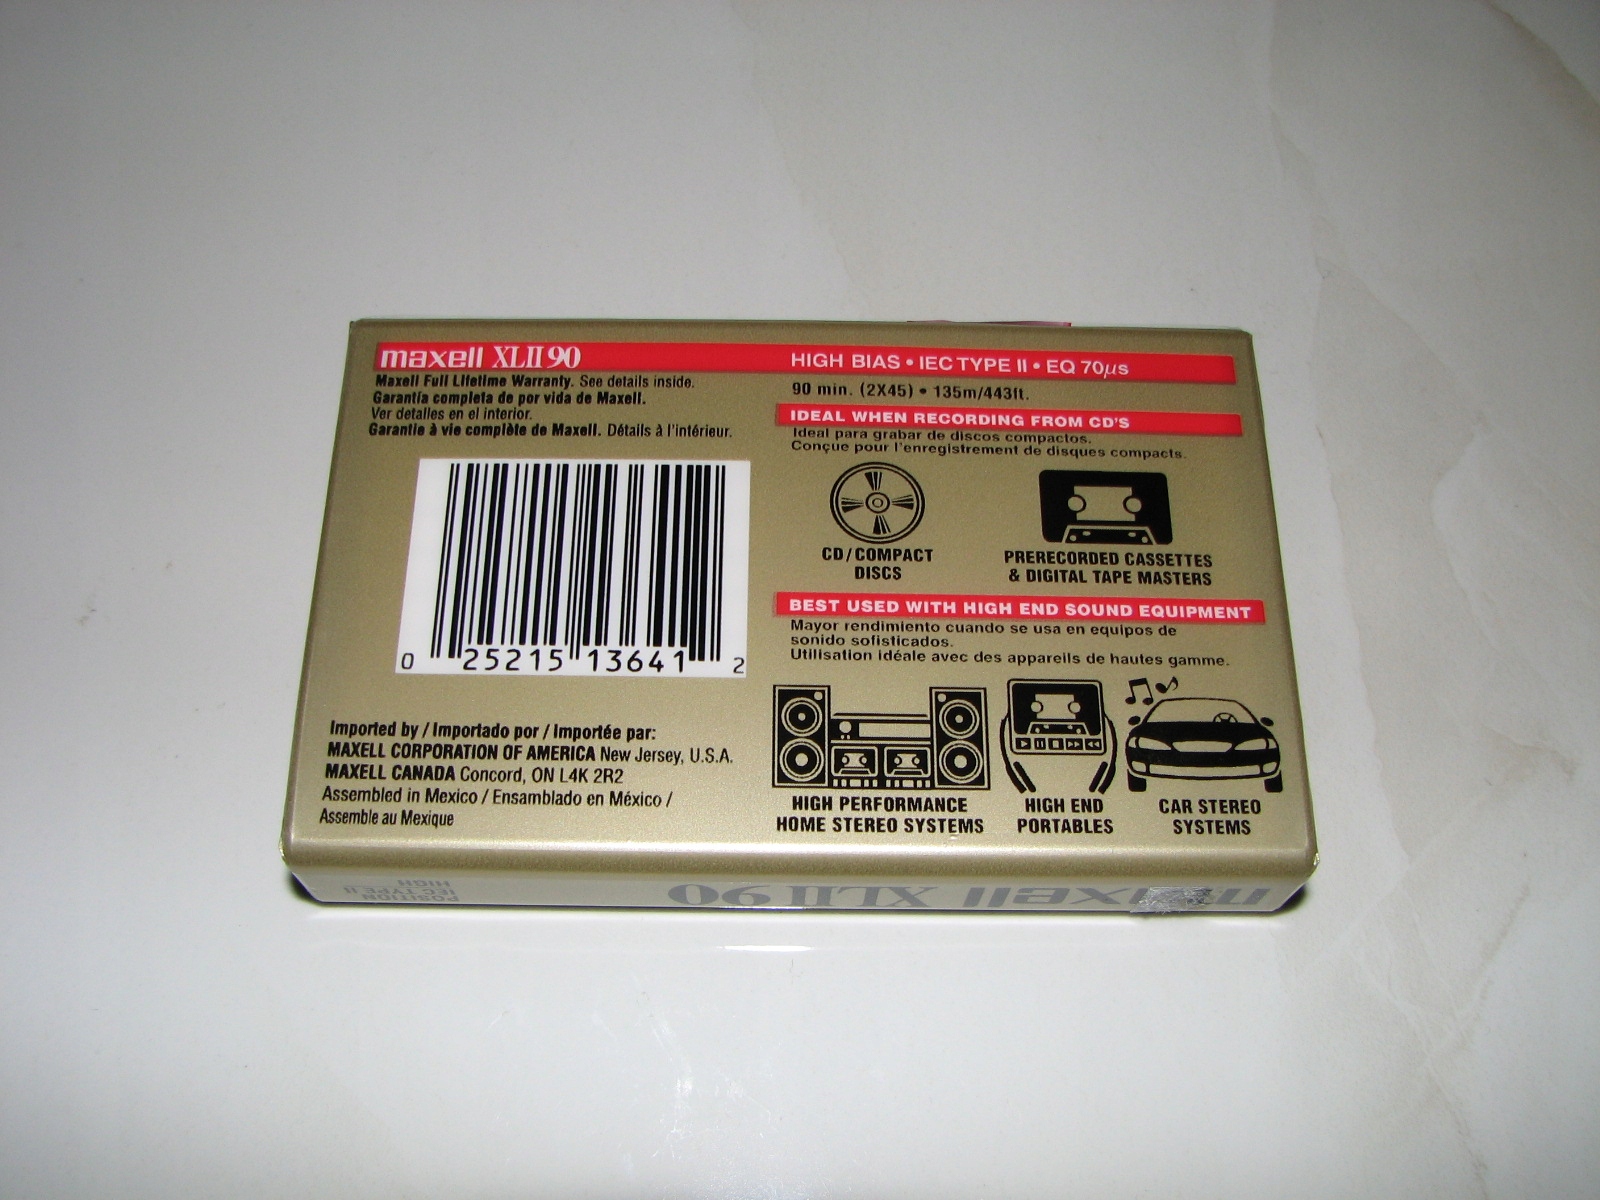 maxell XLII 90
Maxell Full Lifetime Warranty. See details inside.
Garantía completa de por vida de Maxell.
Ver detalles en el interior.
Garantie à vie complète de Maxell. Détails à l'intérieur.
0 25215 13641 2
Imported by / Importado por / Importée par:
MAXELL CORPORATION OF AMERICA New Jersey, U.S.A.
MAXELL CANADA Concord, ON L4K 2R2
Assembled in Mexico / Ensamblado en México /
Assemble au Mexique
HIGH BIAS • IEC TYPE II • EQ 70µs
90 min. (2X45) • 135m/443ft.
IDEAL WHEN RECORDING FROM CD'S
Ideal para grabar de discos compactos.
Conçue pour l'enregistrement de disques compacts.
CD/COMPACT
DISCS
PRERECORDED CASSETTES
& DIGITAL TAPE MASTERS
BEST USED WITH HIGH END SOUND EQUIPMENT
Mayor rendimiento cuando se usa en equipos de
sonido sofisticados.
Utilisation idéale avec des appareils de hautes gamme.
HIGH PERFORMANCE
HOME STEREO SYSTEMS
HIGH END
PORTABLES
CAR STEREO
SYSTEMS
maxell XLII 90
HIGH
IEC TYPE II
POSITION